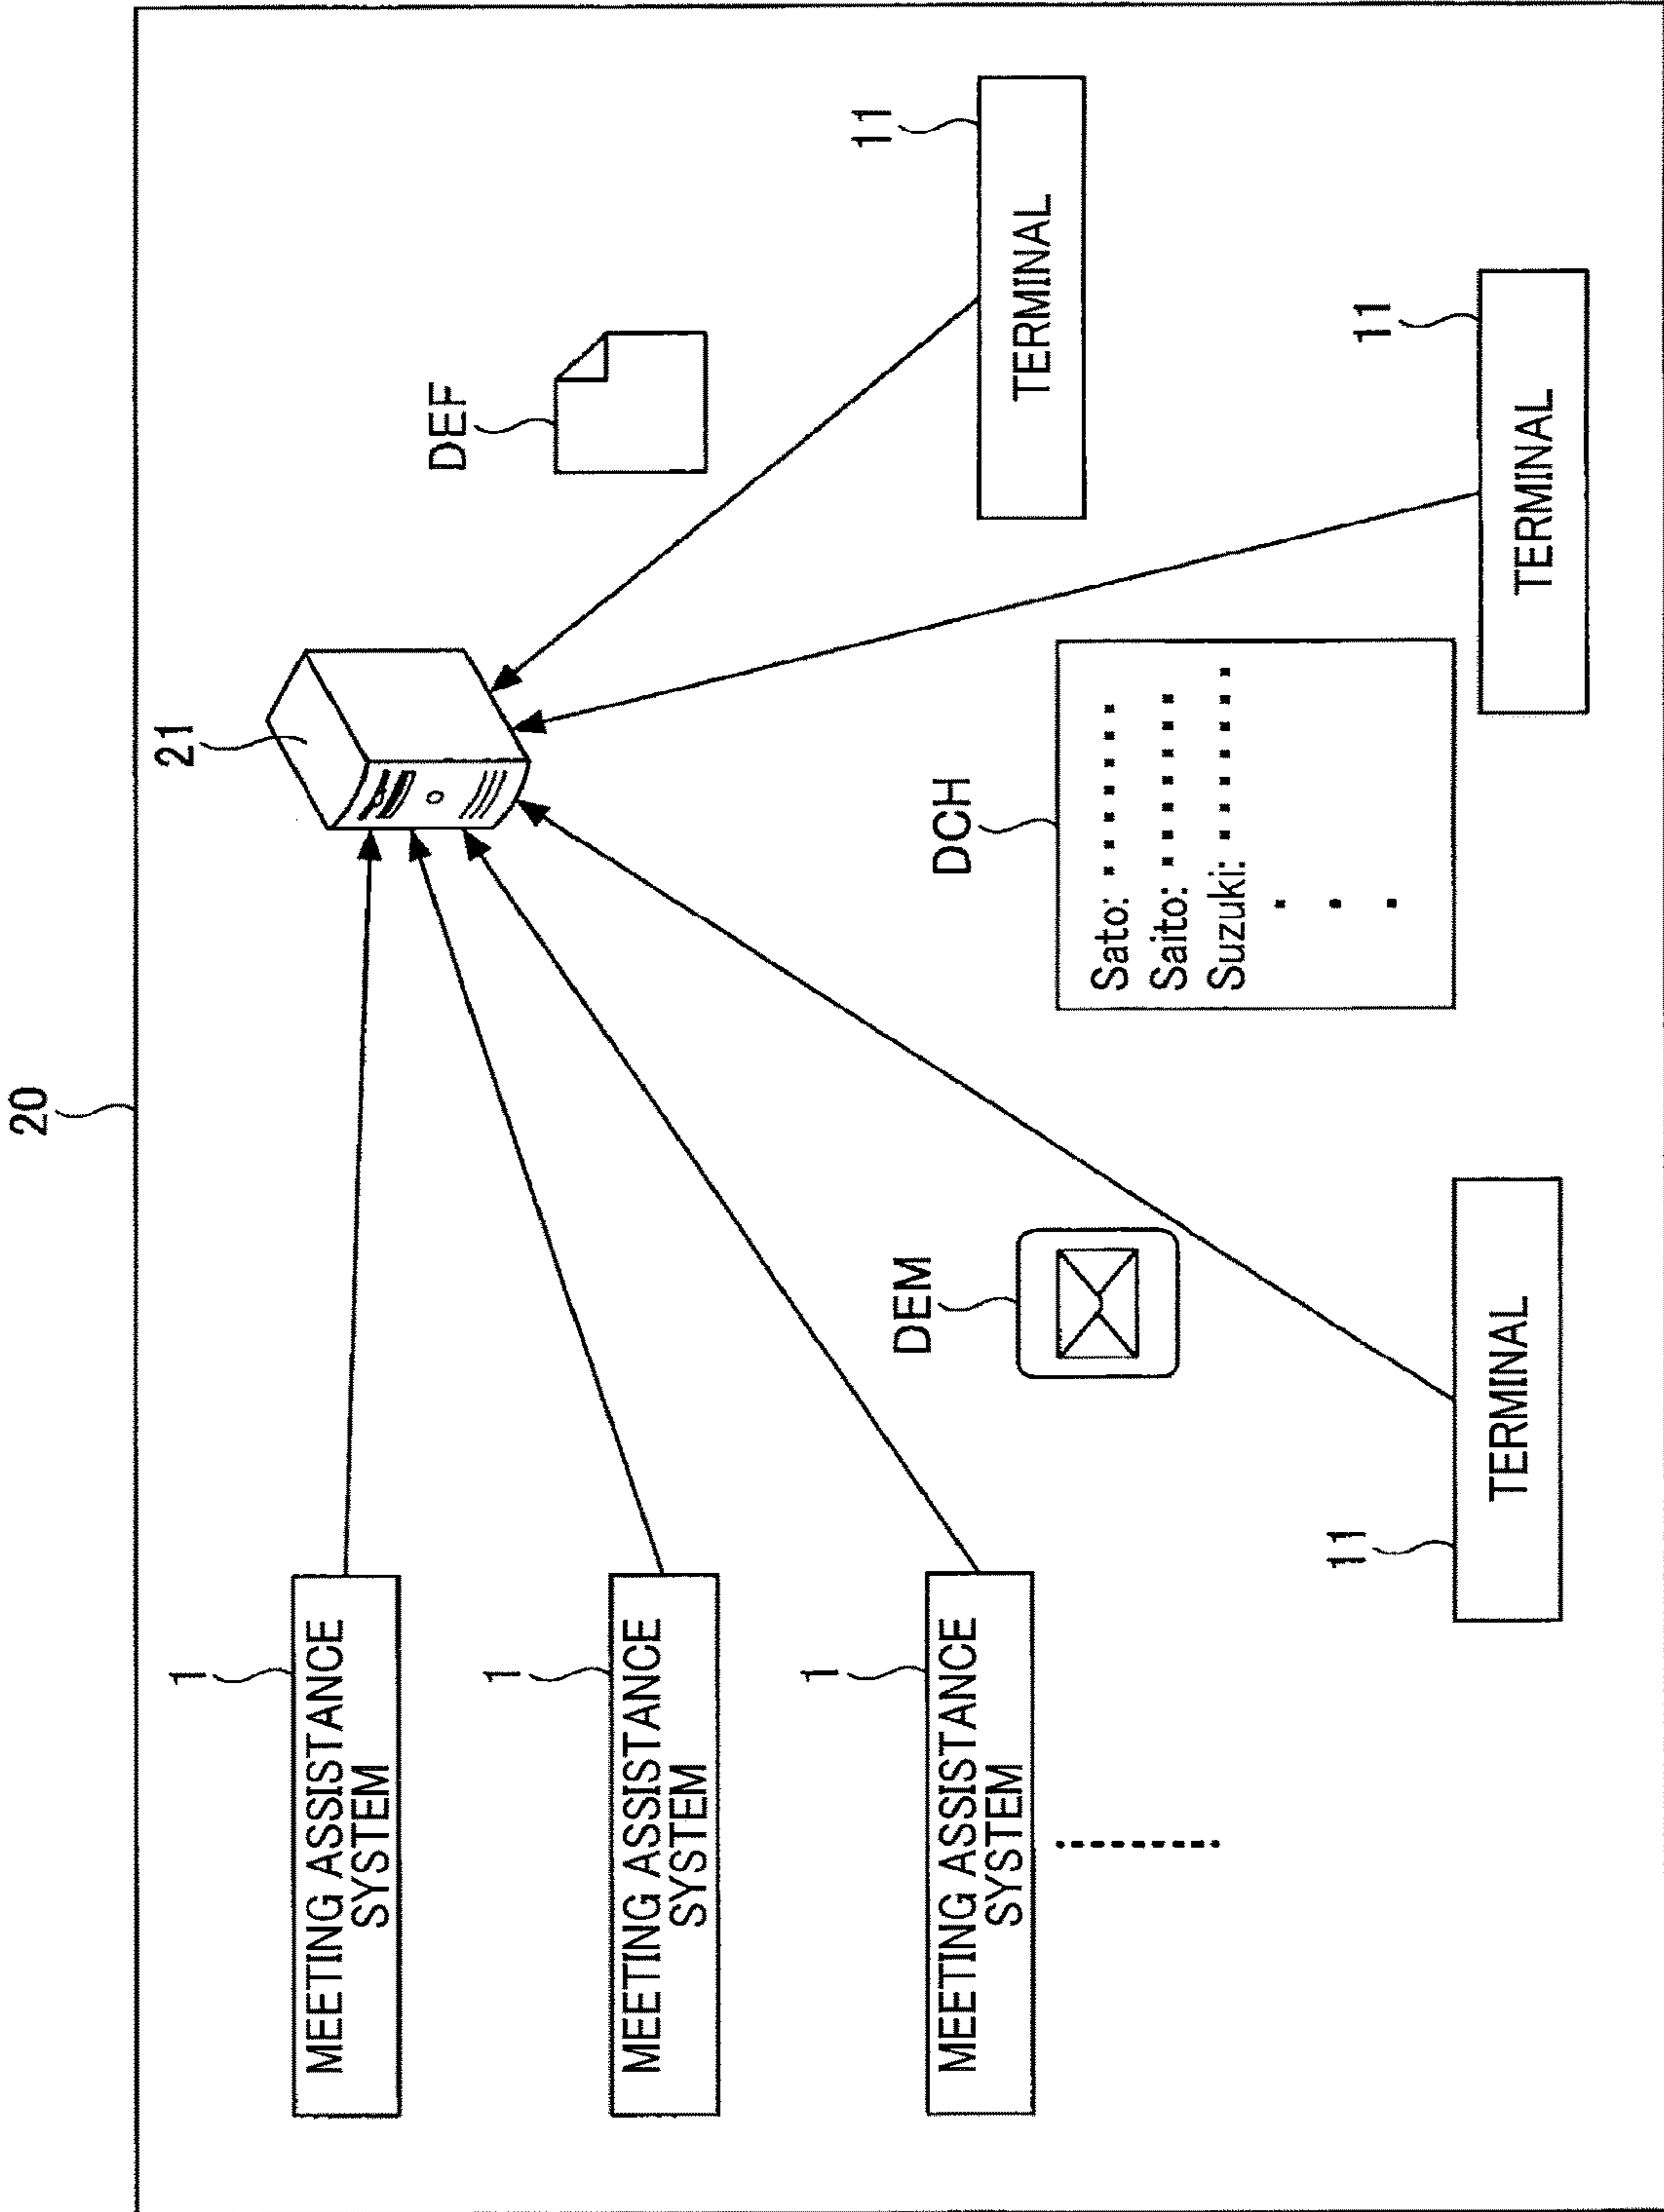 20
21
1
MEETING ASSISTANCE
SYSTEM
1
MEETING ASSISTANCE
SYSTEM
1
MEETING ASSISTANCE
SYSTEM
DEF
11
TERMINAL
DEM
DCH
Sato: .......
Saito: .......
Suzuki: .......
11
TERMINAL
11
TERMINAL